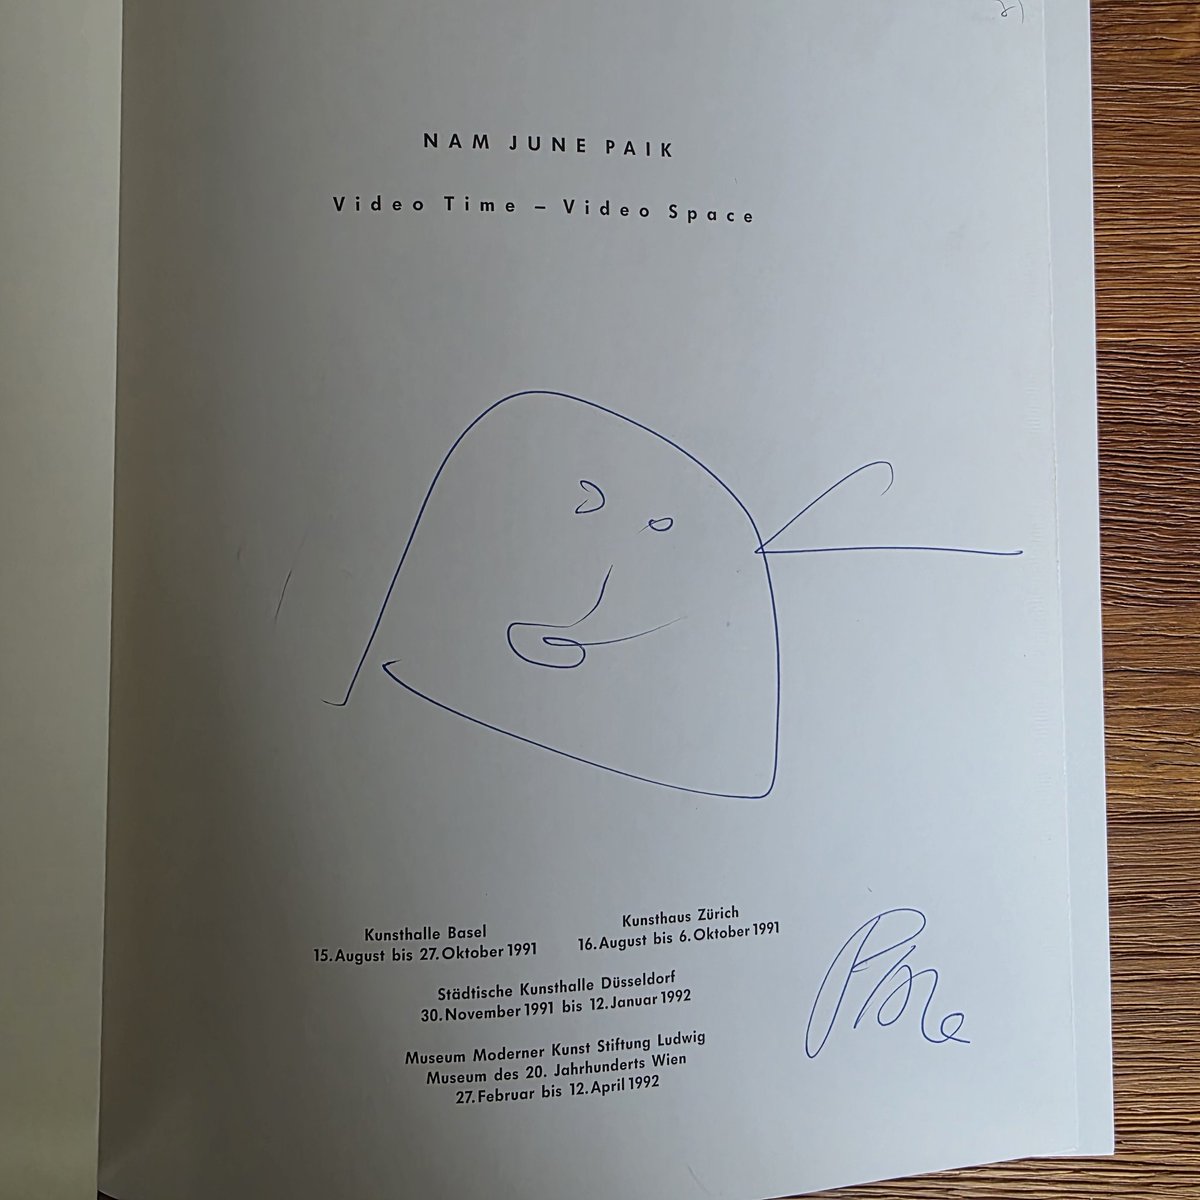 NAM JUNE PAIK
Video Time – Video Space
Kunsthalle Basel
15. August bis 27. Oktober 1991
Kunsthaus Zürich
16. August bis 6. Oktober 1991
Städtische Kunsthalle Düsseldorf
30. November 1991 bis 12. Januar 1992
Museum Moderner Kunst Stiftung Ludwig
Museum des 20. Jahrhunderts Wien
27. Februar bis 12. April 1992